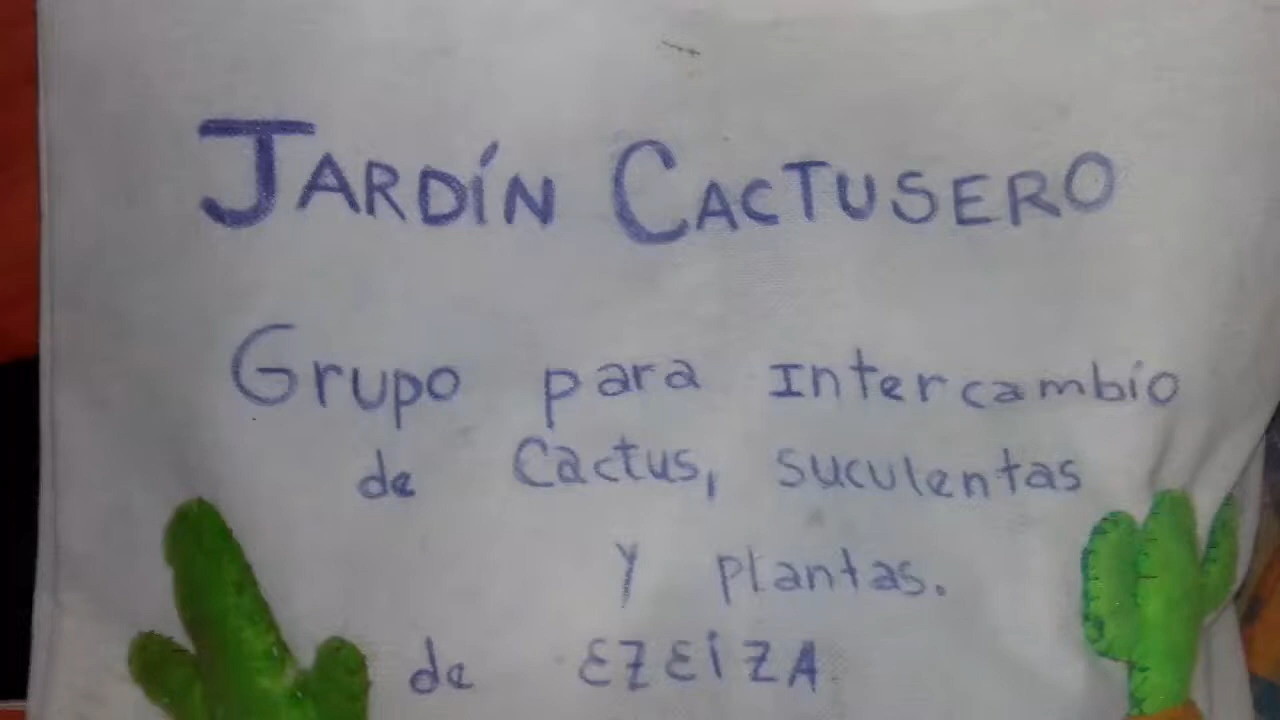 JARDÍN CACTUSERO
Grupo para Intercambio
de Cactus, suculentas
y plantas.
de EZEIZA